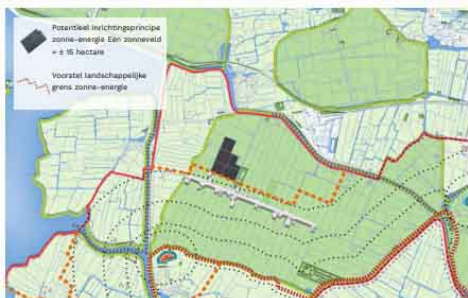 Potentieel inrichtingsprincipe
zonne-energie Eén zonneveld
= ± 15 hectare
Voorstel landschappelijke
grens zonne-energie